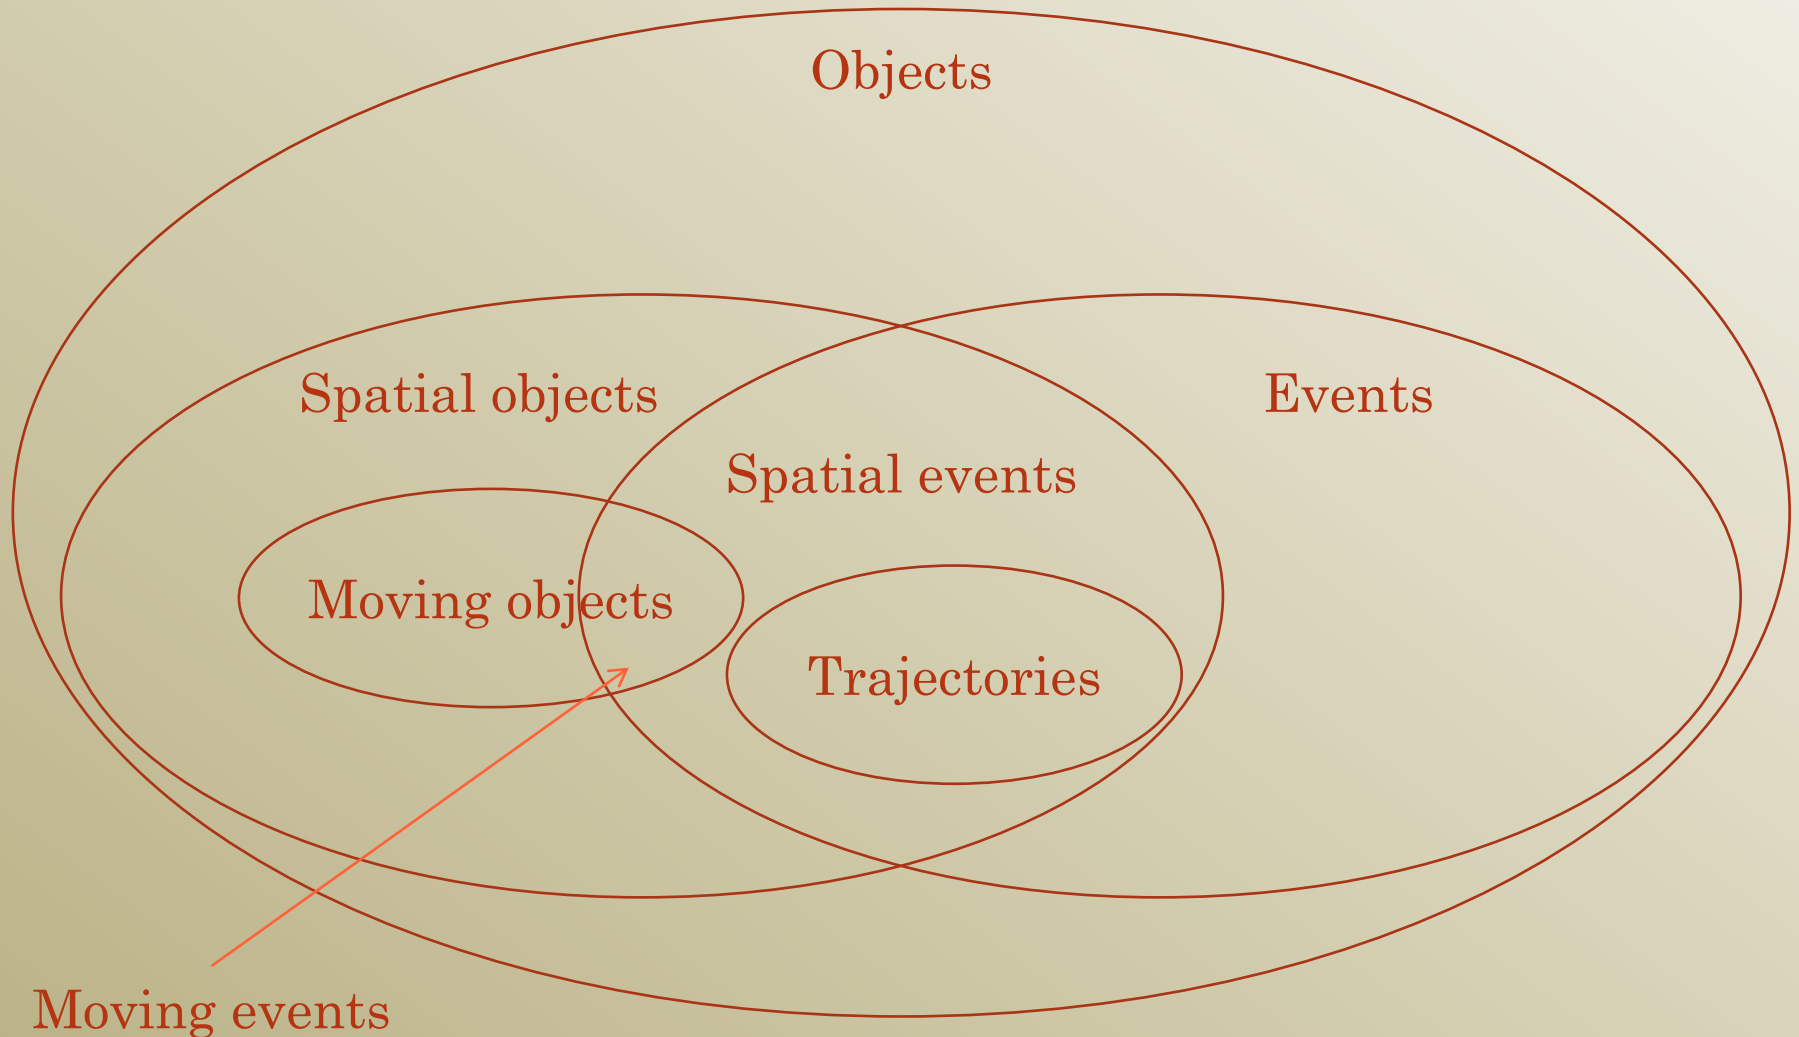 Objects
Spatial objects
Events
Spatial events
Moving objects
Trajectories
Moving events